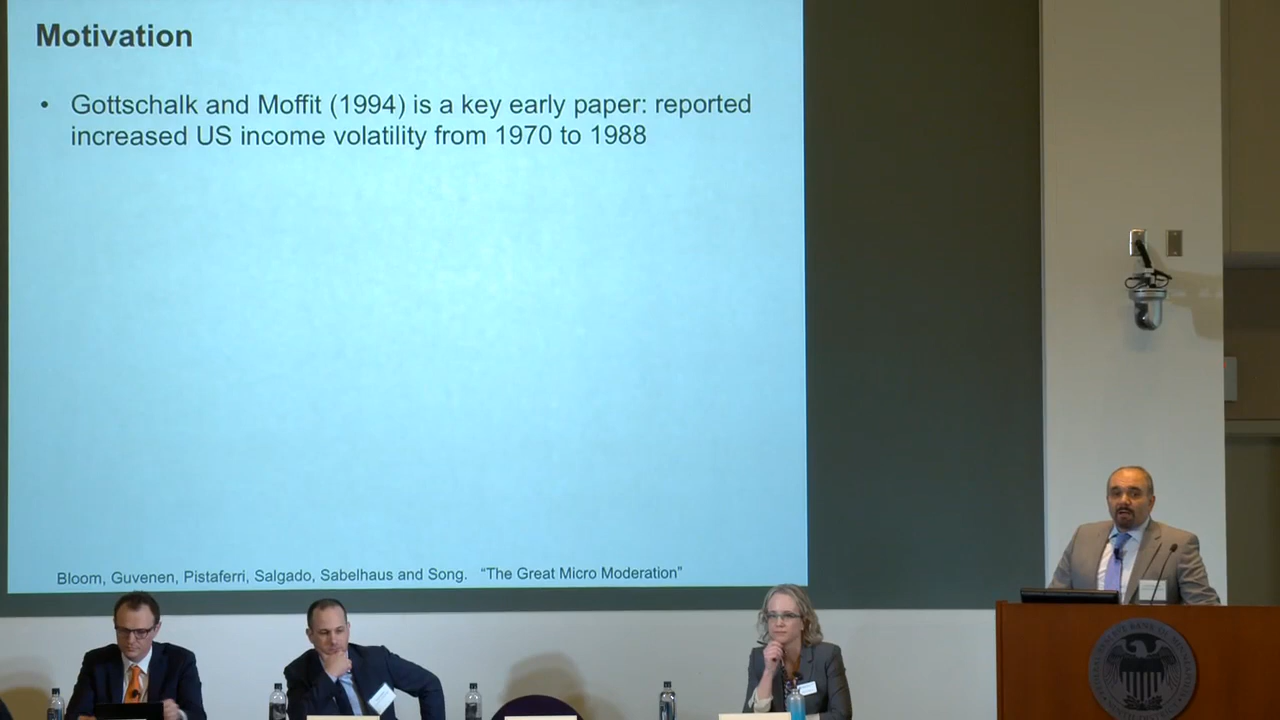 Motivation
• Gottschalk and Moffit (1994) is a key early paper: reported
increased US income volatility from 1970 to 1988
Bloom, Guvenen, Pistaferri, Salgado, Sabelhaus and Song. “The Great Micro Moderation”